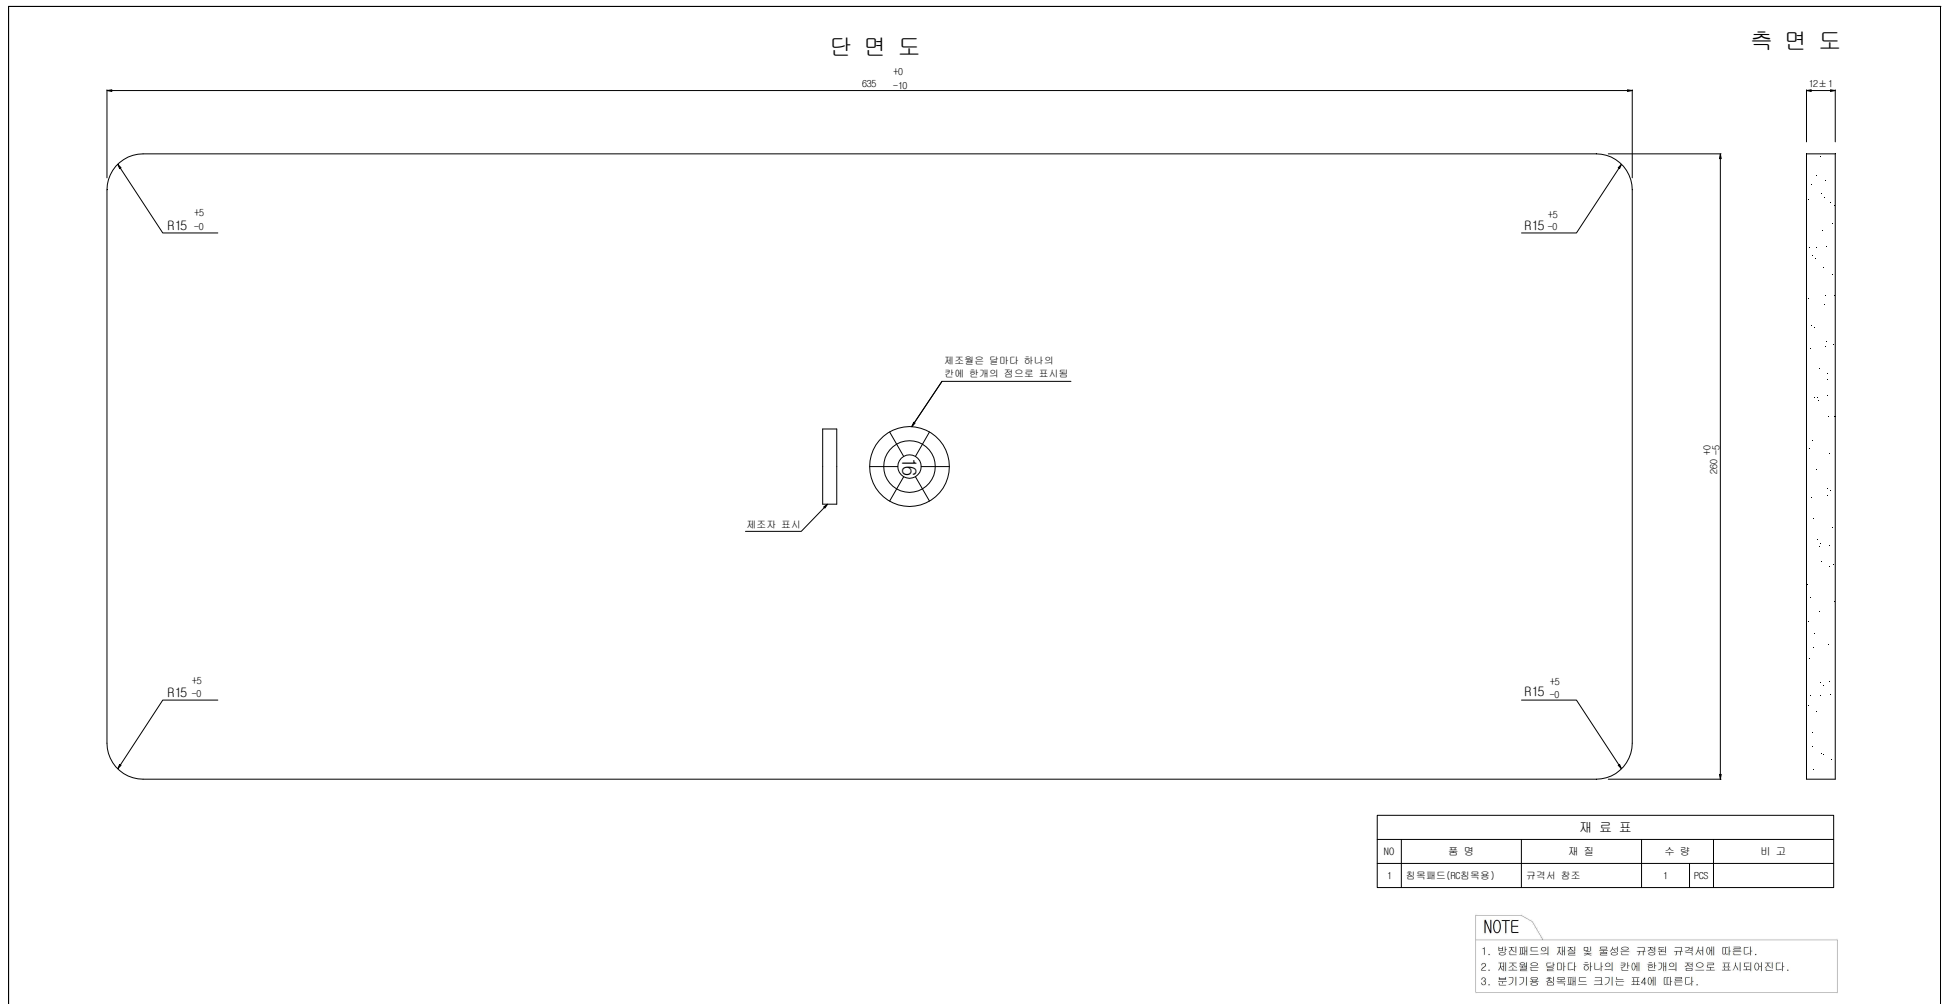 단 면 도
측 면 도
635 +0 -10
12±1
R15 +5 -0
R15 +5 -0
제조월은 달마다 하나의
칸에 한개의 점으로 표시됨
16
260 +0 -5
제조자 표시
R15 +5 -0
R15 +5 -0
재 료 표
NO 품 명 재 질 수 량 비 고
1 침목패드(RC침목용) 규격서 참조 1 PCS
NOTE
1. 방진패드의 재질 및 물성은 규정된 규격서에 따른다.
2. 제조월은 달마다 하나의 칸에 한개의 점으로 표시되어진다.
3. 분기기용 침목패드 크기는 표4에 따른다.